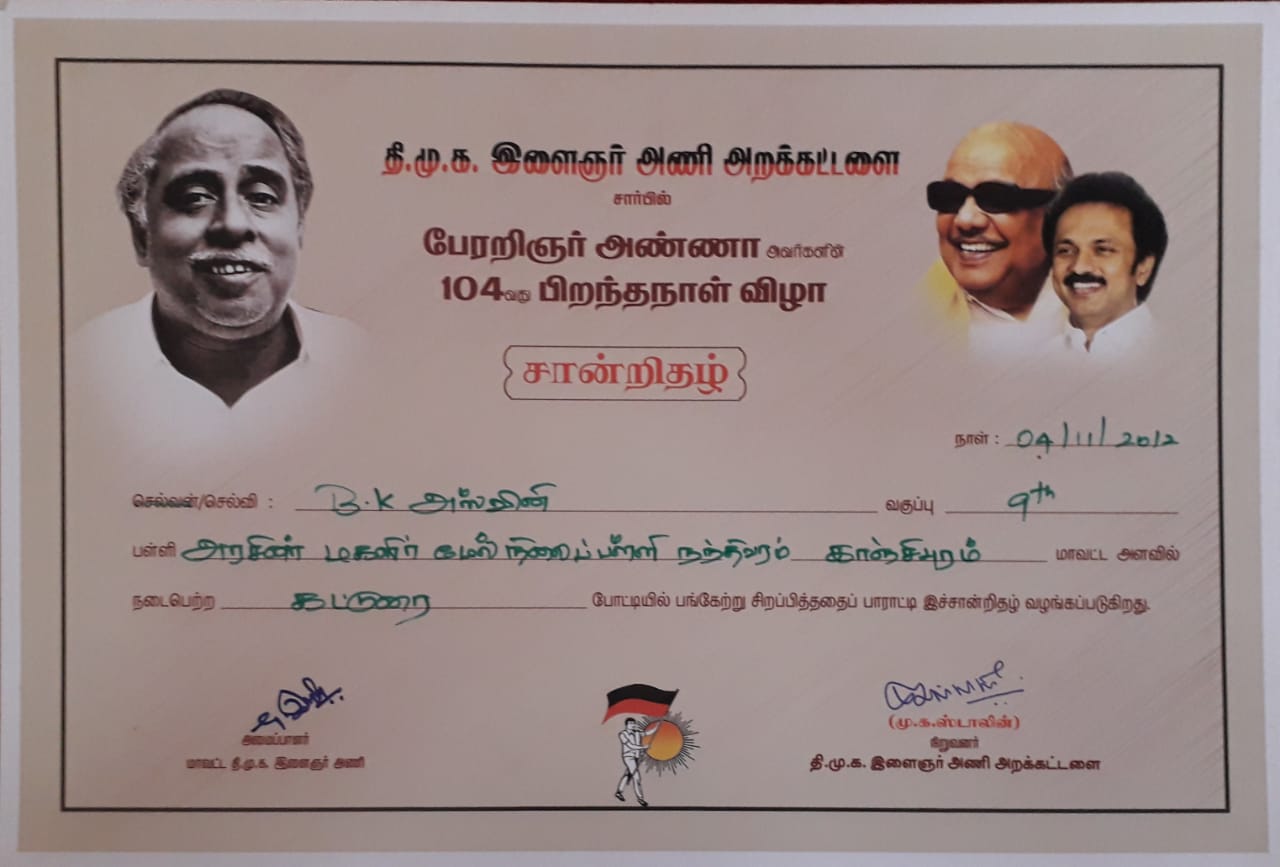 தி.மு.க. இளைஞர் அணி அறக்கட்டளை
சார்பில்
பேரறிஞர் அண்ணா அவர்களின்
104வது பிறந்தநாள் விழா
சான்றிதழ்
நாள் : 04/11/2012
செல்வன்/செல்வி : B.K அஸ்வினி வகுப்பு 9th
பள்ளி அரசினர் மகளிர் மேல்நிலைப்பள்ளி நந்திவரம் காஞ்சிபுரம் மாவட்ட அளவில்
நடைபெற்ற கட்டுரை போட்டியில் பங்கேற்று சிறப்பித்ததைப் பாராட்டி இச்சான்றிதழ் வழங்கப்படுகிறது.
அமைப்பாளர்
மாவட்ட தி.மு.க. இளைஞர் அணி
(மு.க.ஸ்டாலின்)
நிறுவனர்
தி.மு.க. இளைஞர் அணி அறக்கட்டளை